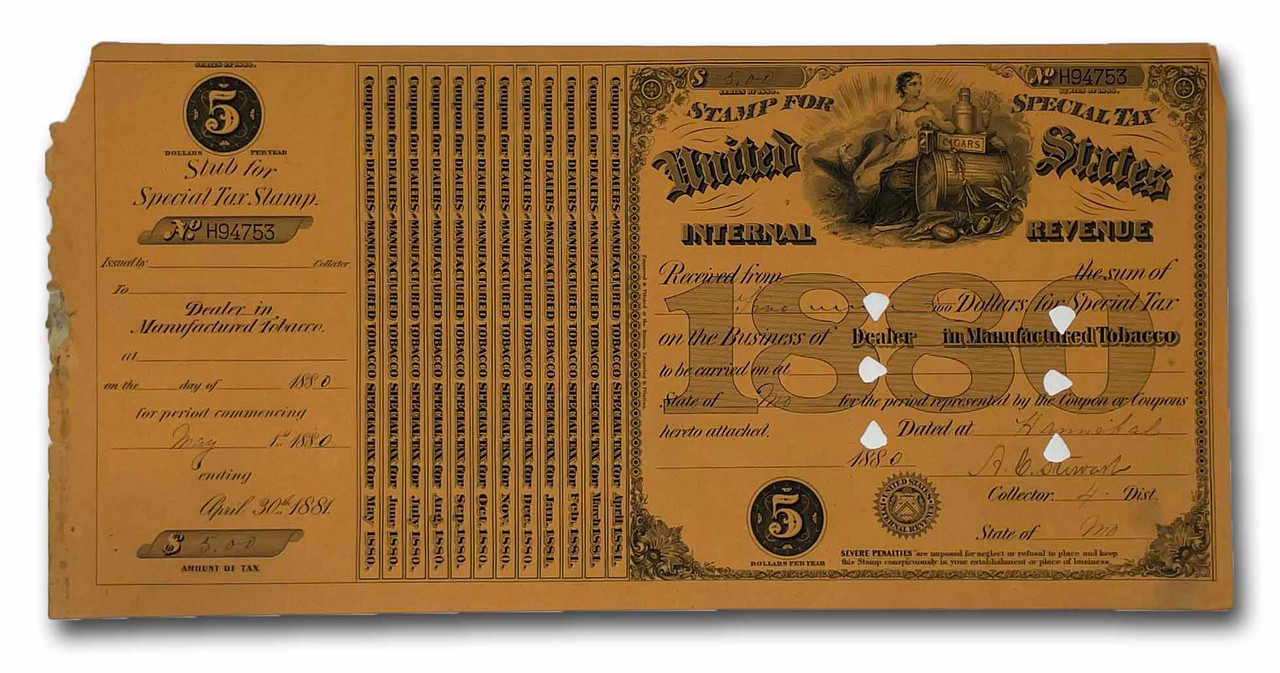 SERIES OF 1880.
5
DOLLARS PER YEAR
Stub for
Special Tax Stamp.
No H94753
Issued by Collector
To
Dealer in
Manufactured Tobacco.
at
on the day of 1880
for period commencing
May 1st 1880
ending
April 30th 1881.
$ 5.00
AMOUNT OF TAX.
Coupon for DEALERS in MANUFACTURED TOBACCO SPECIAL TAX, for May 1880.
Coupon for DEALERS in MANUFACTURED TOBACCO SPECIAL TAX, for June 1880.
Coupon for DEALERS in MANUFACTURED TOBACCO SPECIAL TAX, for July 1880.
Coupon for DEALERS in MANUFACTURED TOBACCO SPECIAL TAX, for Aug. 1880.
Coupon for DEALERS in MANUFACTURED TOBACCO SPECIAL TAX, for Sep. 1880.
Coupon for DEALERS in MANUFACTURED TOBACCO SPECIAL TAX, for Oct. 1880.
Coupon for DEALERS in MANUFACTURED TOBACCO SPECIAL TAX, for Nov. 1880.
Coupon for DEALERS in MANUFACTURED TOBACCO SPECIAL TAX, for Dec. 1880.
Coupon for DEALERS in MANUFACTURED TOBACCO SPECIAL TAX, for Jan. 1881.
Coupon for DEALERS in MANUFACTURED TOBACCO SPECIAL TAX, for Feb. 1881.
Coupon for DEALERS in MANUFACTURED TOBACCO SPECIAL TAX, for March 1881.
Coupon for DEALERS in MANUFACTURED TOBACCO SPECIAL TAX, for April 1881.
$ 5.00 No H94753
SERIES OF 1880. SERIES OF 1880.
STAMP FOR SPECIAL TAX
United States
CIGARS
INTERNAL REVENUE
1880
Received from the sum of
/100 Dollars for Special Tax
on the Business of Dealer in Manufactured Tobacco
to be carried on at
State of Mo for the period represented by the Coupon or Coupons
hereto attached. Dated at Hannibal
1880 A. C. Stewart
Collector. 4. Dist.
State of Mo
5
DOLLARS PER YEAR
UNITED STATES INTERNAL REVENUE
SEVERE PENALTIES are imposed for neglect or refusal to place and keep
this Stamp conspicuously in your establishment or place of business.